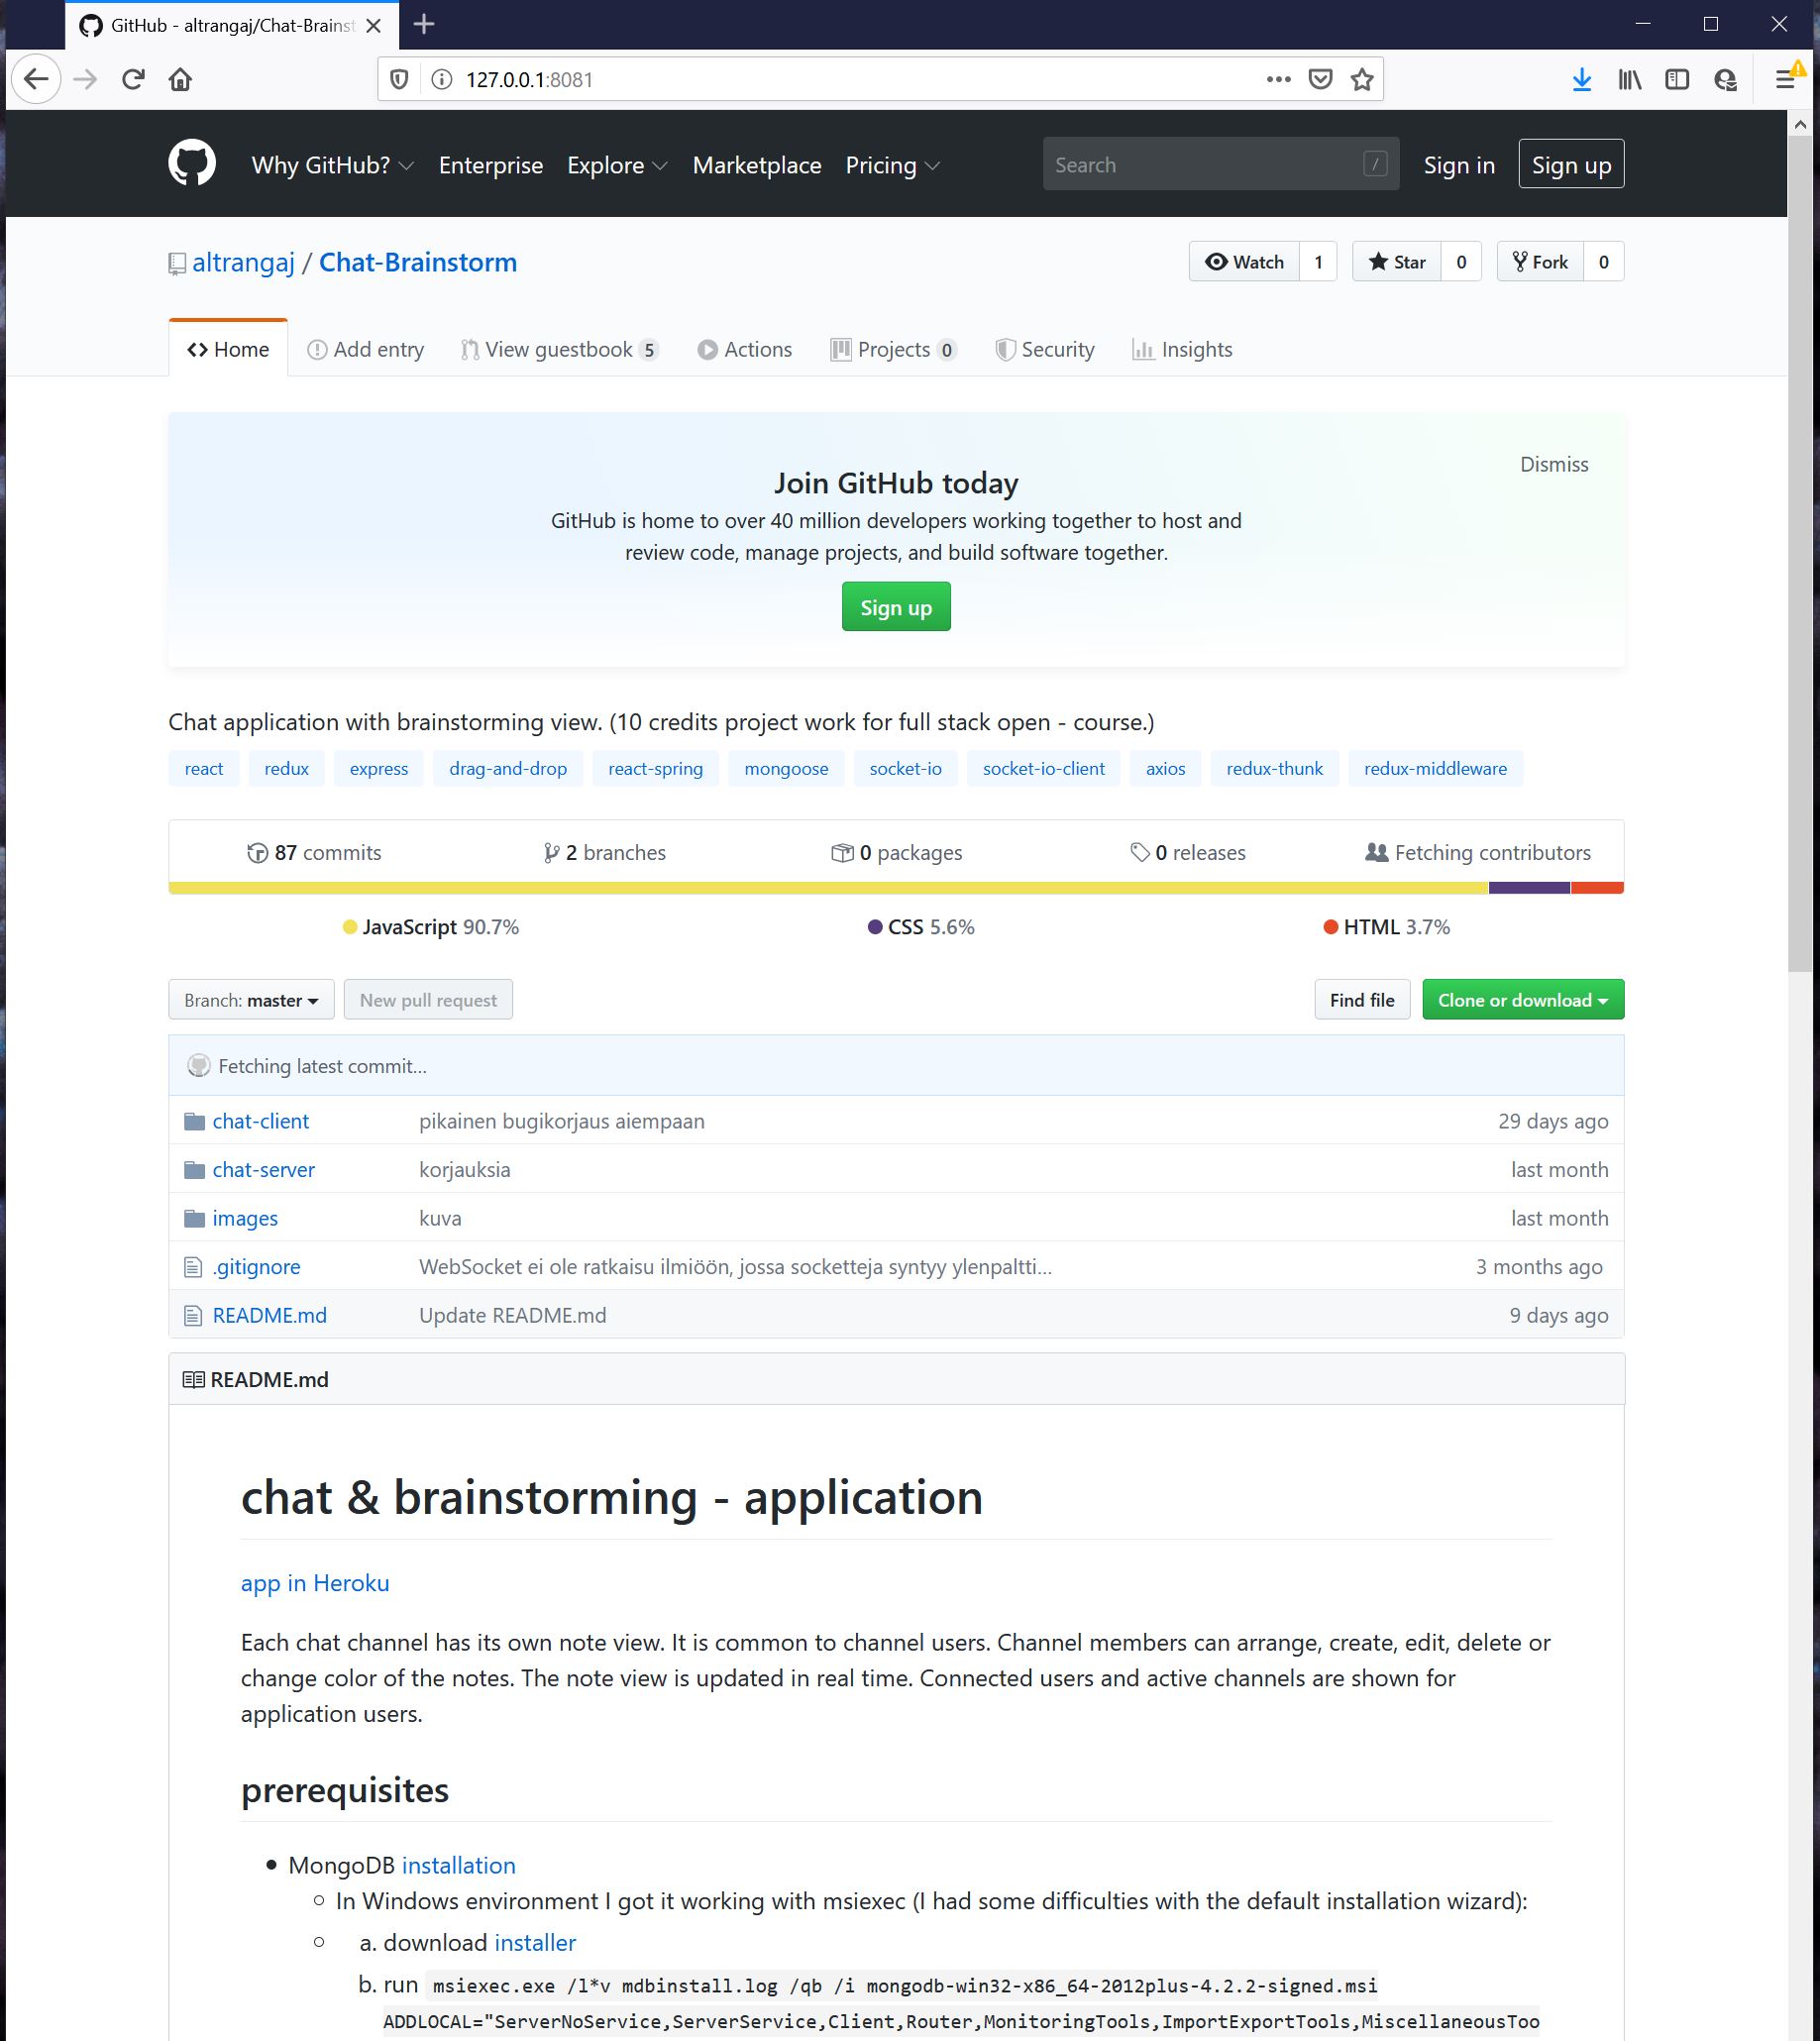 GitHub - altrangaj/Chat-Brainst
127.0.0.1:8081
Why GitHub? Enterprise Explore Marketplace Pricing Search / Sign in Sign up
altrangaj / Chat-Brainstorm Watch 1 Star 0 Fork 0
Home Add entry View guestbook 5 Actions Projects 0 Security Insights
Dismiss
Join GitHub today
GitHub is home to over 40 million developers working together to host and
review code, manage projects, and build software together.
Sign up
Chat application with brainstorming view. (10 credits project work for full stack open - course.)
react redux express drag-and-drop react-spring mongoose socket-io socket-io-client axios redux-thunk redux-middleware
87 commits 2 branches 0 packages 0 releases Fetching contributors
JavaScript 90.7% CSS 5.6% HTML 3.7%
Branch: master New pull request Find file Clone or download
Fetching latest commit…
chat-client pikainen bugikorjaus aiempaan 29 days ago
chat-server korjauksia last month
images kuva last month
.gitignore WebSocket ei ole ratkaisu ilmiöön, jossa socketteja syntyy ylenpaltti… 3 months ago
README.md Update README.md 9 days ago
README.md
chat & brainstorming - application
app in Heroku
Each chat channel has its own note view. It is common to channel users. Channel members can arrange, create, edit, delete or
change color of the notes. The note view is updated in real time. Connected users and active channels are shown for
application users.
prerequisites
• MongoDB installation
○ In Windows environment I got it working with msiexec (I had some difficulties with the default installation wizard):
○ a. download installer
b. run msiexec.exe /l*v mdbinstall.log /qb /i mongodb-win32-x86_64-2012plus-4.2.2-signed.msi
ADDLOCAL="ServerNoService,ServerService,Client,Router,MonitoringTools,ImportExportTools,MiscellaneousToo